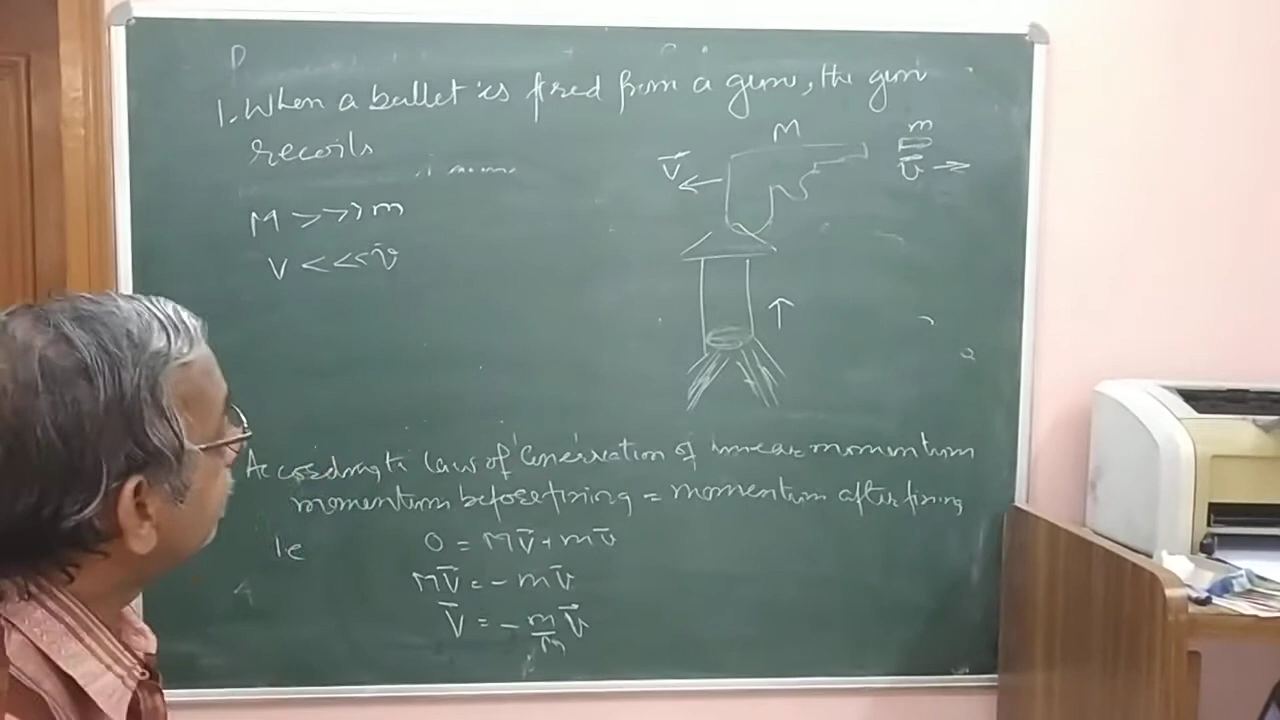 P
1. When a bullet is fired from a gun, the gun
recoils
M >>> m
V <<< v̄
M
m
V⃗
v̄
According to law of Conservation of linear momentum
momentum before firing = momentum after firing
ie
0 = MV̄ + mv̄
MV̄ = - mv̄
V̄ = - m/M v⃗